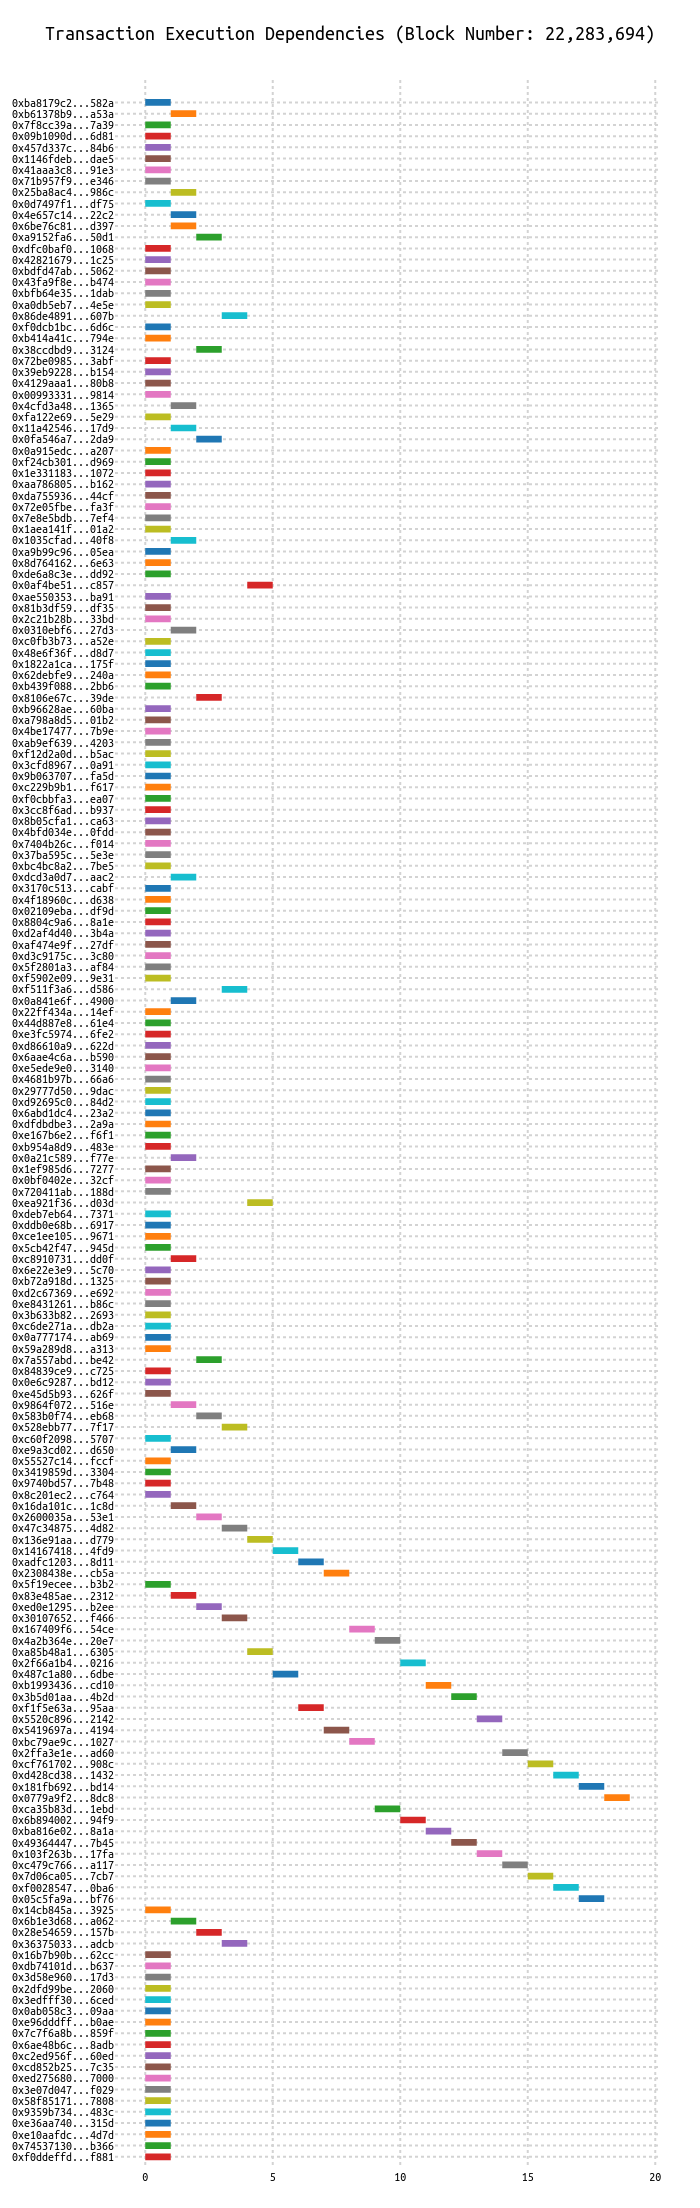 Transaction Execution Dependencies (Block Number: 22,283,694)
0xba8179c2...582a
0xb61378b9...a53a
0x7f8cc39a...7a39
0x09b1090d...6d81
0x457d337c...84b6
0x1146fdeb...dae5
0x41aaa3c8...91e3
0x71b957f9...e346
0x25ba8ac4...986c
0x0d7497f1...df75
0x4e657c14...22c2
0x6be76c81...d397
0xa9152fa6...50d1
0xdfc0baf0...1068
0x42821679...1c25
0xbdfd47ab...5062
0x43fa9f8e...b474
0xbfb64e35...1dab
0xa0db5eb7...4e5e
0x86de4891...607b
0xf0dcb1bc...6d6c
0xb414a41c...794e
0x38ccdbd9...3124
0x72be0985...3abf
0x39eb9228...b154
0x4129aaa1...80b8
0x00993331...9814
0x4cfd3a48...1365
0xfa122e69...5e29
0x11a42546...17d9
0x0fa546a7...2da9
0x0a915edc...a207
0xf24cb301...d969
0x1e331183...1072
0xaa786805...b162
0xda755936...44cf
0x72e05fbe...fa3f
0x7e8e5bdb...7ef4
0x1aea141f...01a2
0x1035cfad...40f8
0xa9b99c96...05ea
0x8d764162...6e63
0xde6a8c3e...dd92
0x0af4be51...c857
0xae550353...ba91
0x81b3df59...df35
0x2c21b28b...33bd
0x0310ebf6...27d3
0xc0fb3b73...a52e
0x48e6f36f...d8d7
0x1822a1ca...175f
0x62debfe9...240a
0xb439f088...2bb6
0x8106e67c...39de
0xb96628ae...60ba
0xa798a8d5...01b2
0x4be17477...7b9e
0xab9ef639...4203
0xf12d2a0d...b5ac
0x3cfd8967...0a91
0x9b063707...fa5d
0xc229b9b1...f617
0xf0cbbfa3...ea07
0x3cc8f6ad...b937
0x8b05cfa1...ca63
0x4bfd034e...0fdd
0x7404b26c...f014
0x37ba595c...5e3e
0xbc4bc8a2...7be5
0xdcd3a0d7...aac2
0x3170c513...cabf
0x4f18960c...d638
0x02109eba...df9d
0x8804c9a6...8a1e
0xd2af4d40...3b4a
0xaf474e9f...27df
0xd3c9175c...3c80
0x5f2801a3...af84
0xf5902e09...9e31
0xf511f3a6...d586
0x0a841e6f...4900
0x22ff434a...14ef
0x44d887e8...61e4
0xe3fc5974...6fe2
0xd86610a9...622d
0x6aae4c6a...b590
0xe5ede9e0...3140
0x4681b97b...66a6
0x29777d50...9dac
0xd92695c0...84d2
0x6abd1dc4...23a2
0xdfdbdbe3...2a9a
0xe167b6e2...f6f1
0xb954a8d9...483e
0x0a21c589...f77e
0x1ef985d6...7277
0x0bf0402e...32cf
0x720411ab...188d
0xea921f36...d03d
0xdeb7eb64...7371
0xddb0e68b...6917
0xce1ee105...9671
0x5cb42f47...945d
0xc8910731...dd0f
0x6e22e3e9...5c70
0xb72a918d...1325
0xd2c67369...e692
0xe8431261...b86c
0x3b633b82...2693
0xc6de271a...db2a
0x0a777174...ab69
0x59a289d8...a313
0x7a557abd...be42
0x84839ce9...c725
0x0e6c9287...bd12
0xe45d5b93...626f
0x9864f072...516e
0x583b0f74...eb68
0x528ebb77...7f17
0xc60f2098...5707
0xe9a3cd02...d650
0x55527c14...fccf
0x3419859d...3304
0x9740bd57...7b48
0x8c201ec2...c764
0x16da101c...1c8d
0x2600035a...53e1
0x47c34875...4d82
0x136e91aa...d779
0x14167418...4fd9
0xadfc1203...8d11
0x2308438e...cb5a
0x5f19ecee...b3b2
0x83e485ae...2312
0xed0e1295...b2ee
0x30107652...f466
0x167409f6...54ce
0x4a2b364e...20e7
0xa85b48a1...6305
0x2f66a1b4...0216
0x487c1a80...6dbe
0xb1993436...cd10
0x3b5d01aa...4b2d
0xf1f5e63a...95aa
0x5520c896...2142
0x5419697a...4194
0xbc79ae9c...1027
0x2ffa3e1e...ad60
0xcf761702...908c
0xd428cd38...1432
0x181fb692...bd14
0x0779a9f2...8dc8
0xca35b83d...1ebd
0x6b894002...94f9
0xba816e02...8a1a
0x49364447...7b45
0x103f263b...17fa
0xc479c766...a117
0x7d06ca05...7cb7
0xf0028547...0ba6
0x05c5fa9a...bf76
0x14cb845a...3925
0x6b1e3d68...a062
0x28e54659...157b
0x36375033...adcb
0x16b7b90b...62cc
0xdb74101d...b637
0x3d58e960...17d3
0x2dfd99be...2060
0x3edfff30...6ced
0x0ab058c3...09aa
0xe96dddff...b0ae
0x7c7f6a8b...859f
0x6ae48b6c...8adb
0xc2ed956f...60ed
0xcd852b25...7c35
0xed275680...7000
0x3e07d047...f029
0x58f85171...7808
0x9359b734...483c
0xe36aa740...315d
0xe10aafdc...4d7d
0x74537130...b366
0xf0ddeffd...f881
0 5 10 15 20